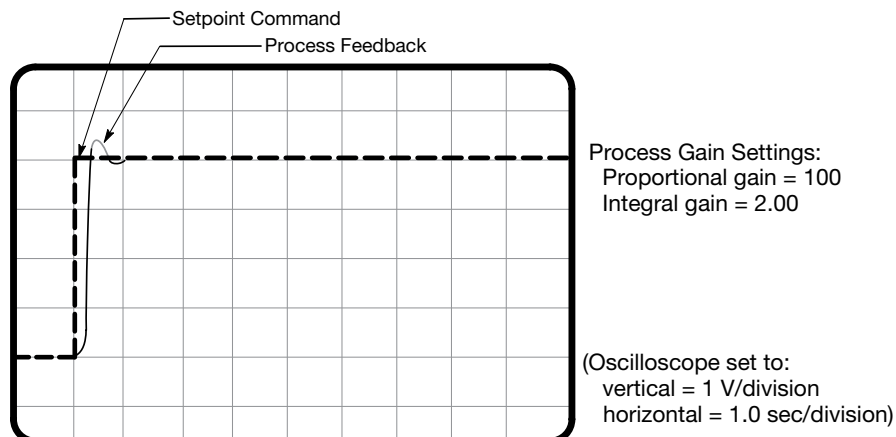 Setpoint Command
Process Feedback
Process Gain Settings:
Proportional gain = 100
Integral gain = 2.00
(Oscilloscope set to:
vertical = 1 V/division
horizontal = 1.0 sec/division)